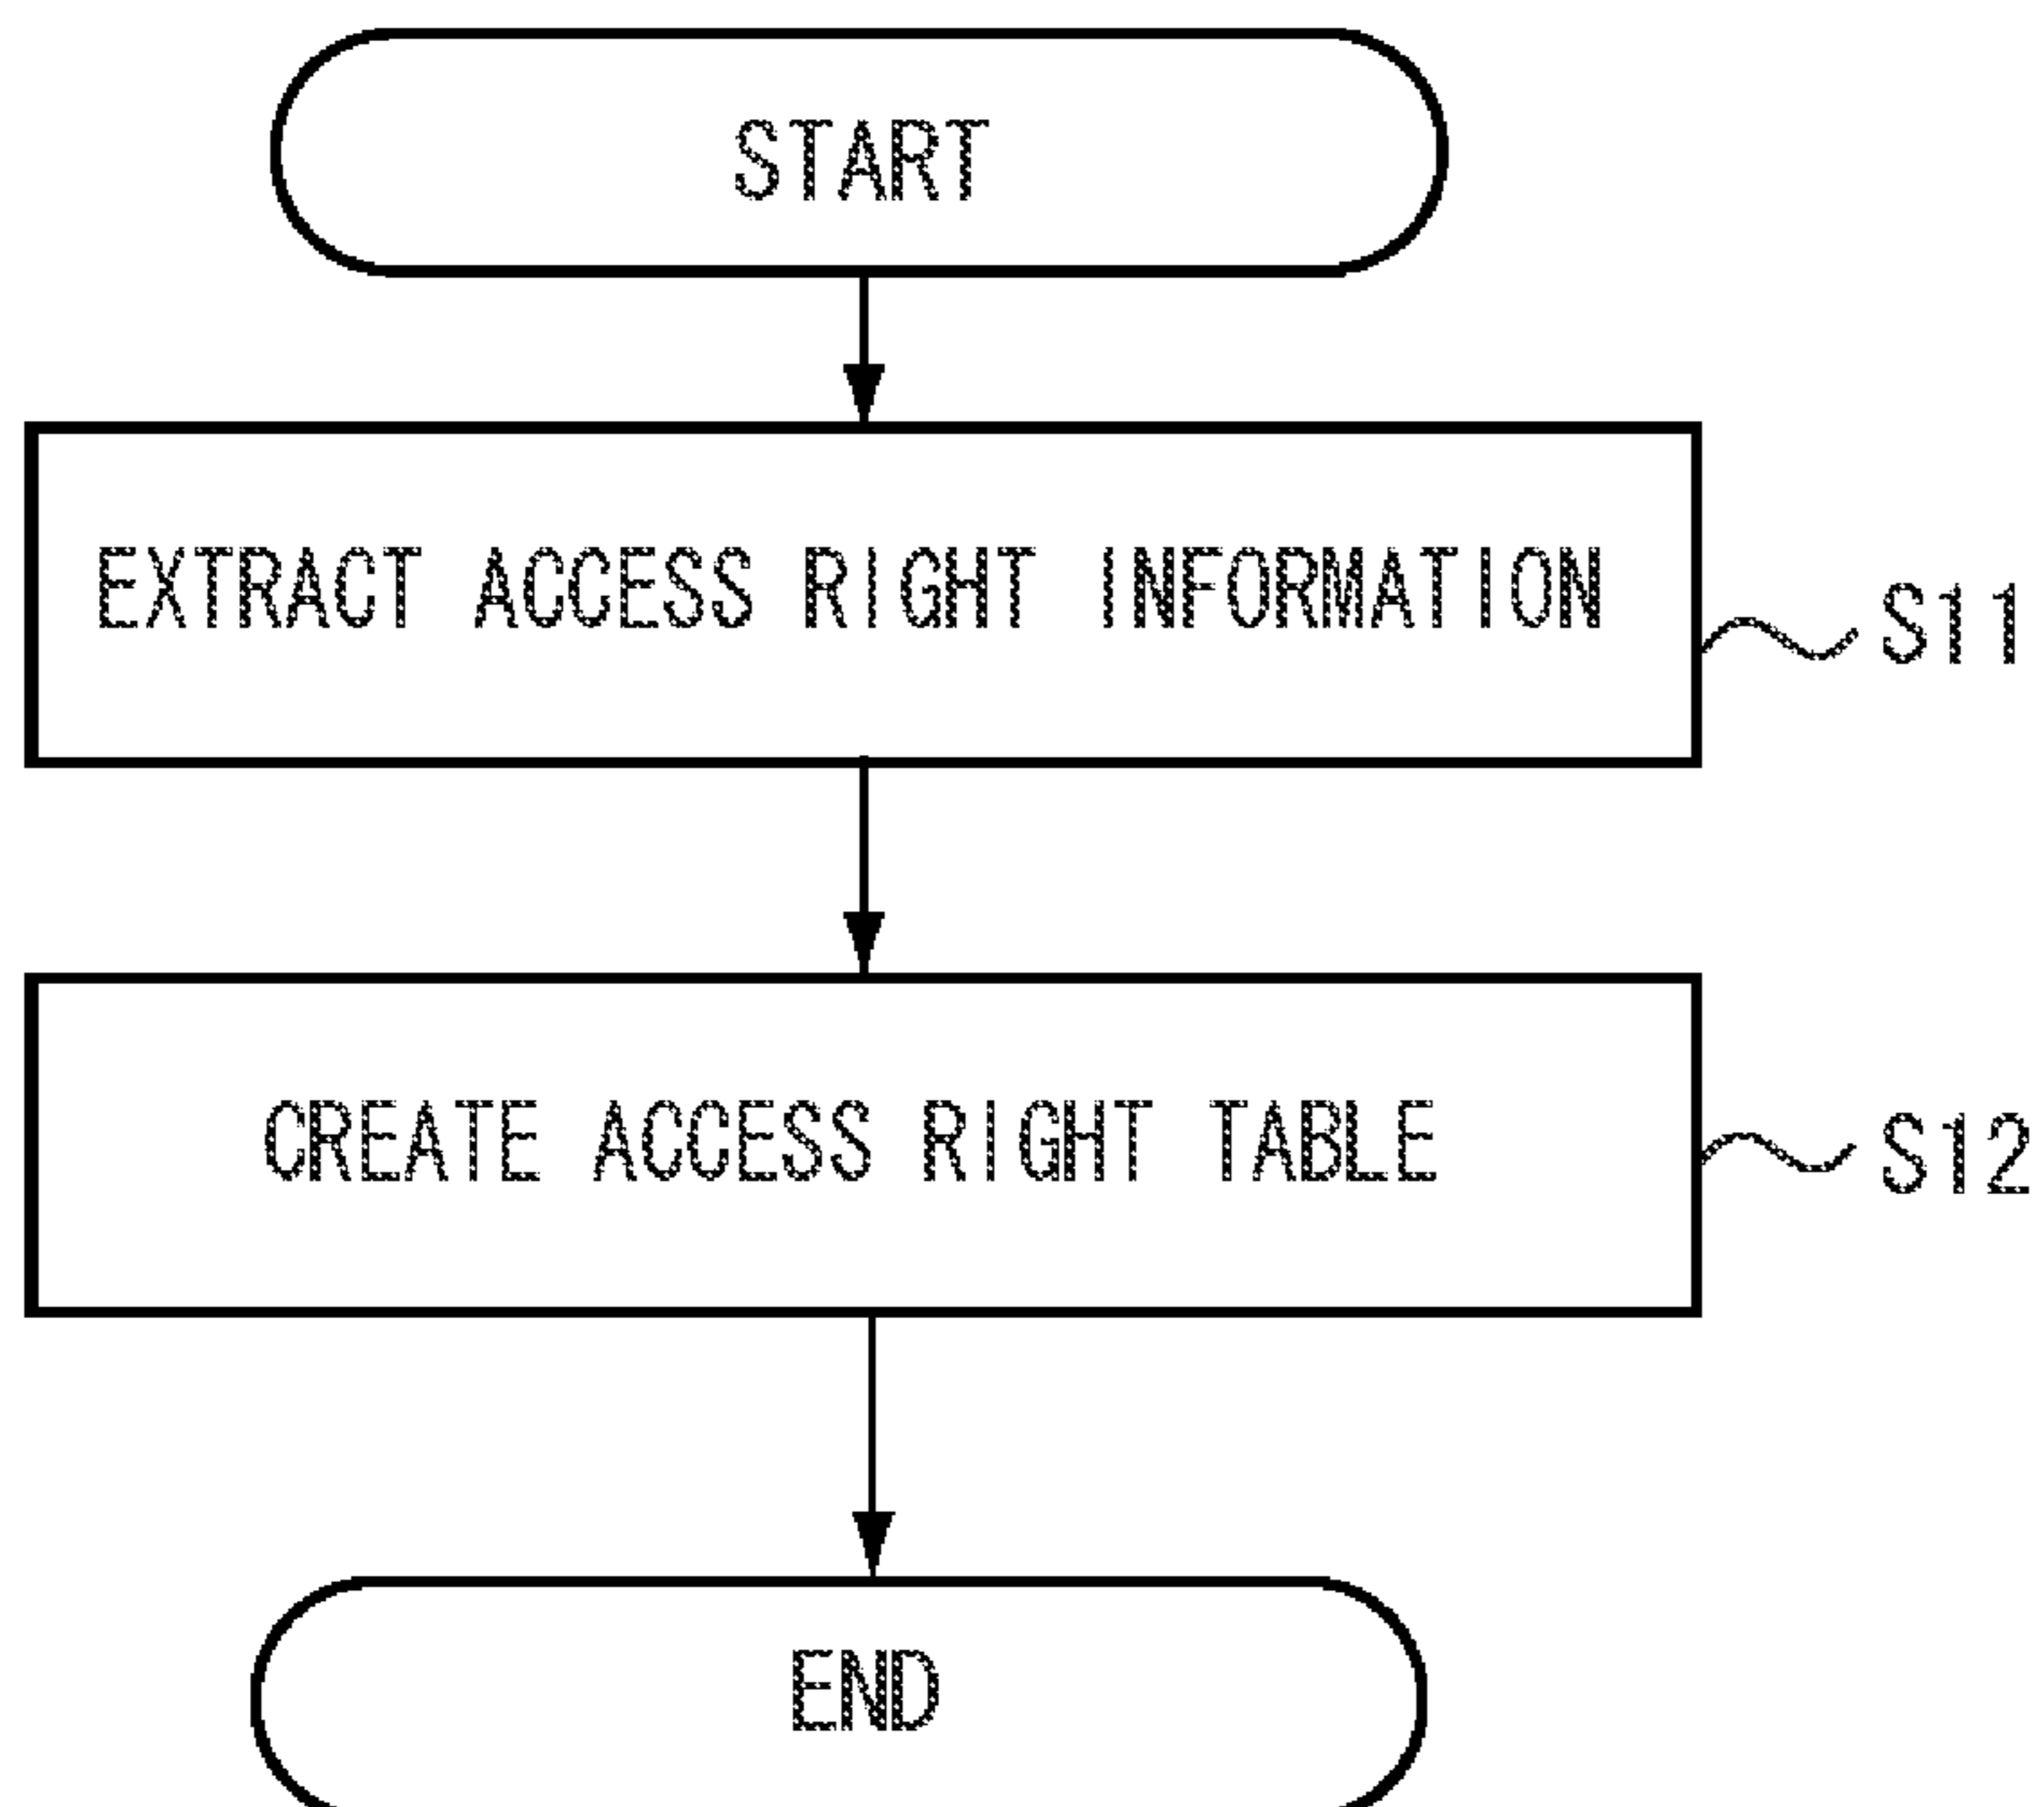 START
EXTRACT ACCESS RIGHT INFORMATION
S11
CREATE ACCESS RIGHT TABLE
S12
END